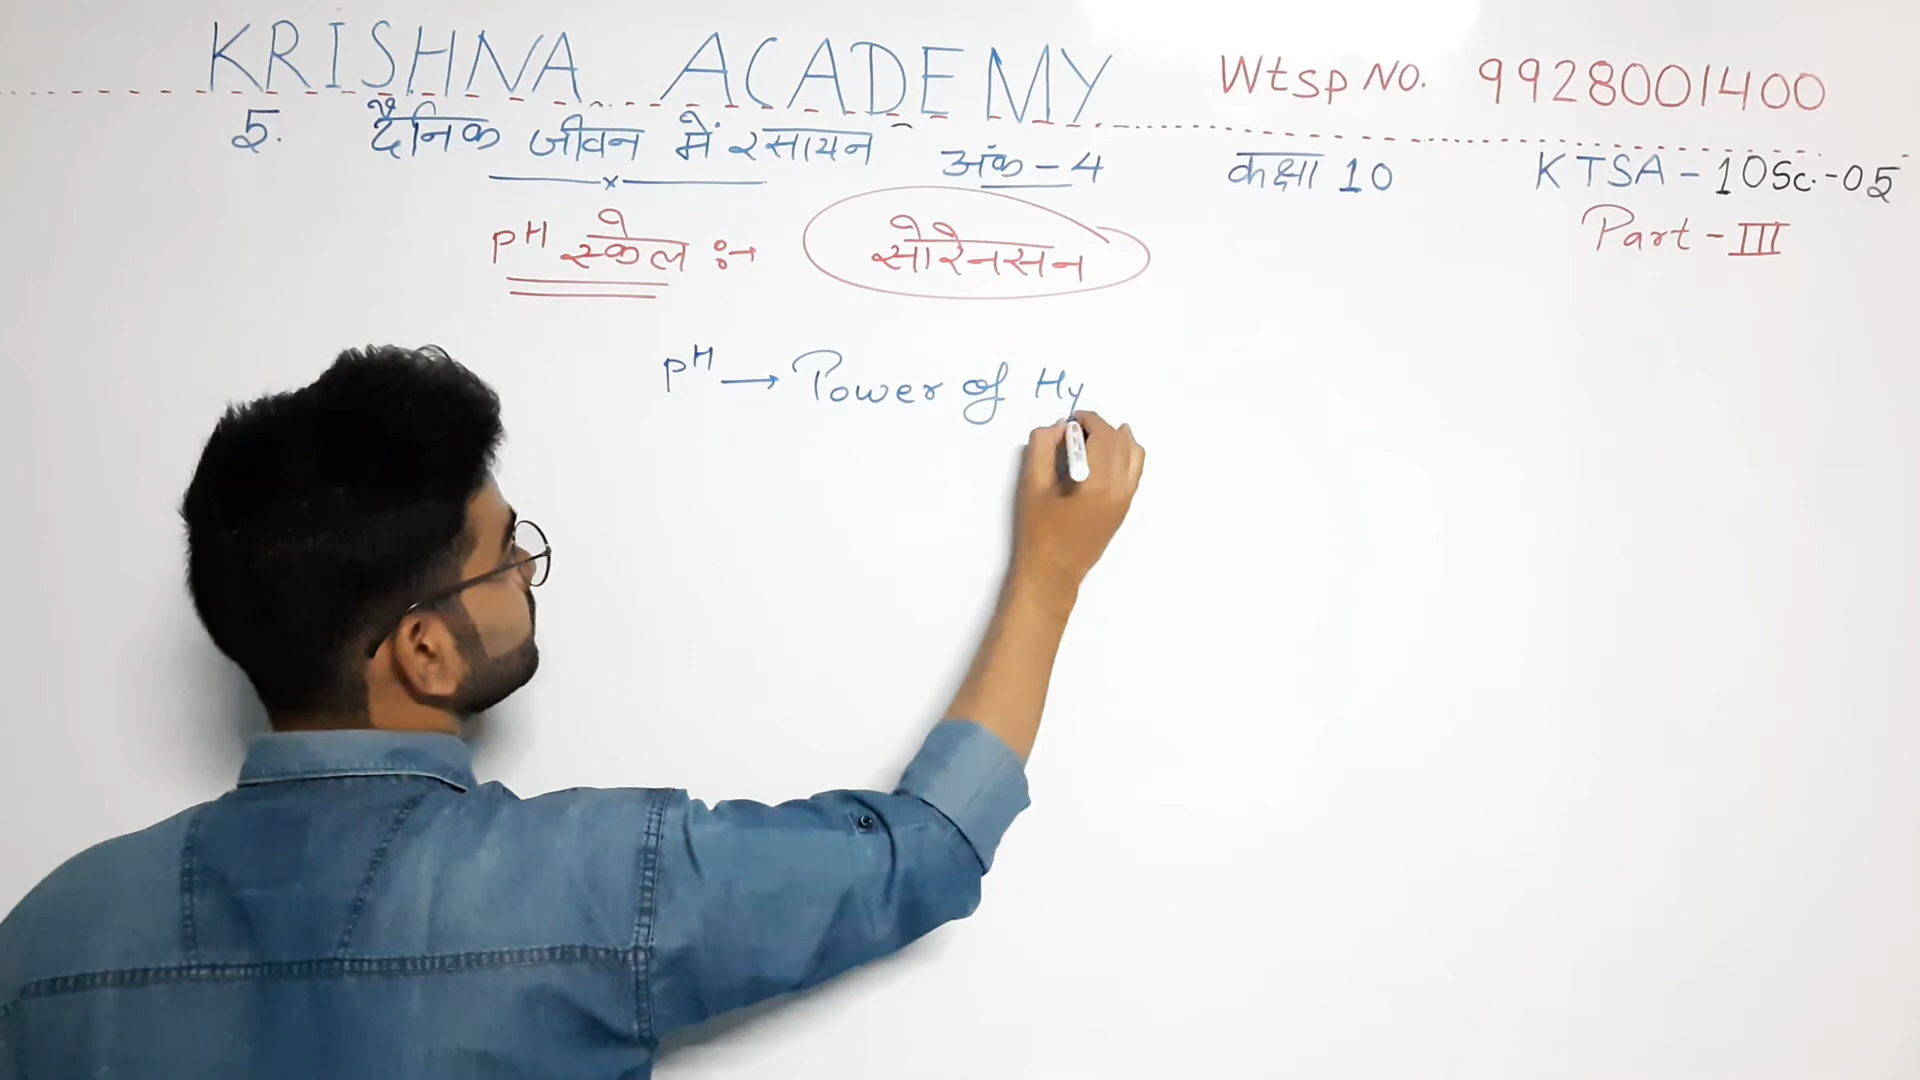 KRISHNA ACADEMY Wtsp NO. 9928001400
5. दैनिक जीवन में रसायन अंक - 4 कक्षा 10 KTSA - 10Sc. - 05
Part - III
pH स्केल :→ सोरेनसन
pH → Power of Hy